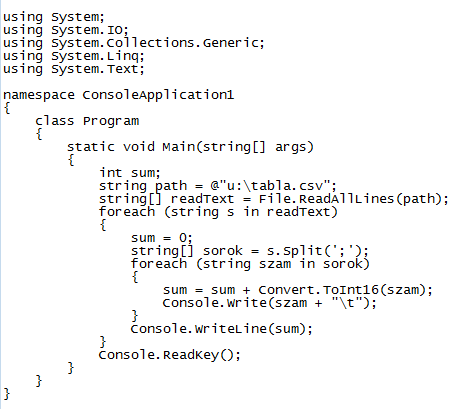 using System;
using System.IO;
using System.Collections.Generic;
using System.Linq;
using System.Text;

namespace ConsoleApplication1
{
    class Program
    {
        static void Main(string[] args)
        {
            int sum;
            string path = @"u:\tabla.csv";
            string[] readText = File.ReadAllLines(path);
            foreach (string s in readText)
            {
                sum = 0;
                string[] sorok = s.Split(';');
                foreach (string szam in sorok)
                {
                    sum = sum + Convert.ToInt16(szam);
                    Console.Write(szam + "\t");
                }
                Console.WriteLine(sum);
            }
            Console.ReadKey();
        }
    }
}